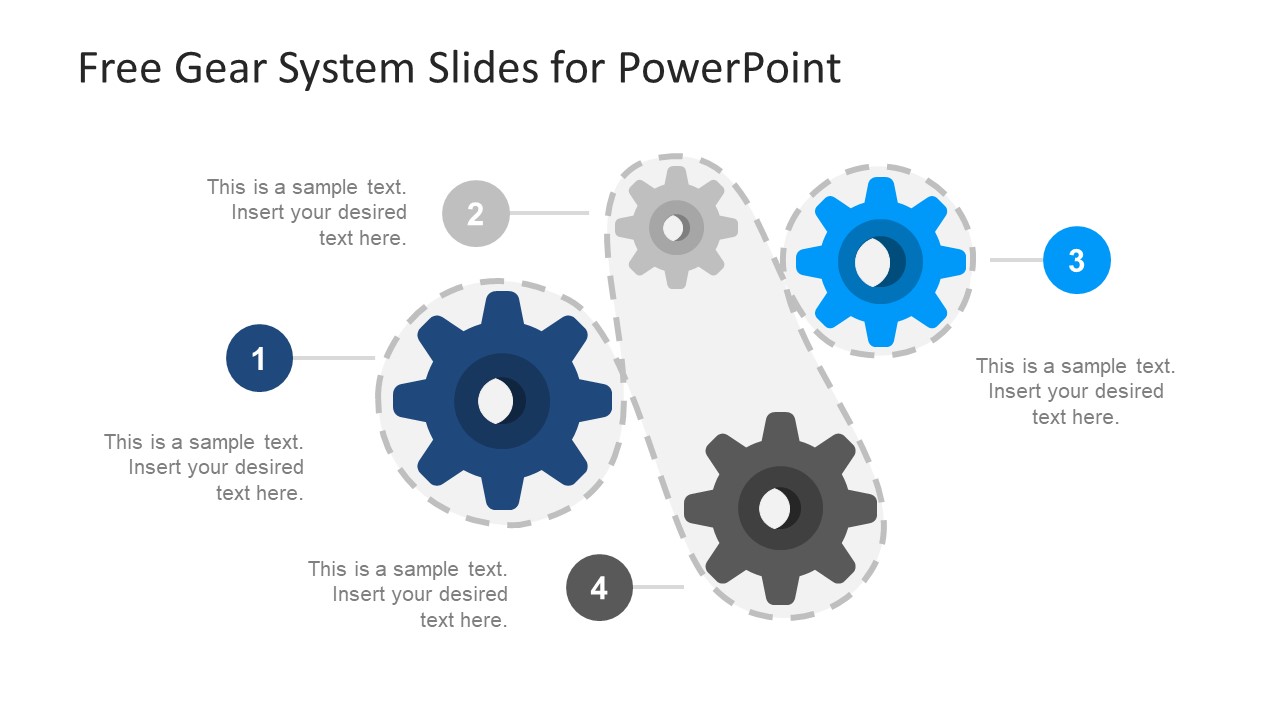 Free Gear System Slides for PowerPoint
This is a sample text.
Insert your desired
text here.
2
3
1
This is a sample text.
Insert your desired
text here.
This is a sample text.
Insert your desired
text here.
4
This is a sample text.
Insert your desired
text here.